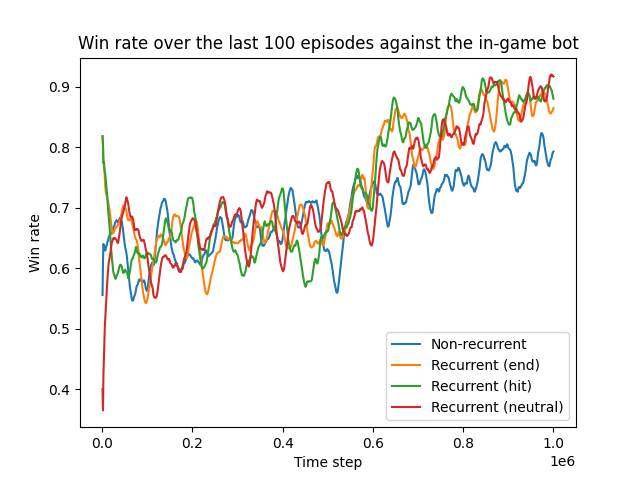 Win rate over the last 100 episodes against the in-game bot
Win rate
0.9
0.8
0.7
0.6
0.5
0.4
0.0
0.2
0.4
0.6
0.8
1.0
1e6
Time step
Non-recurrent
Recurrent (end)
Recurrent (hit)
Recurrent (neutral)